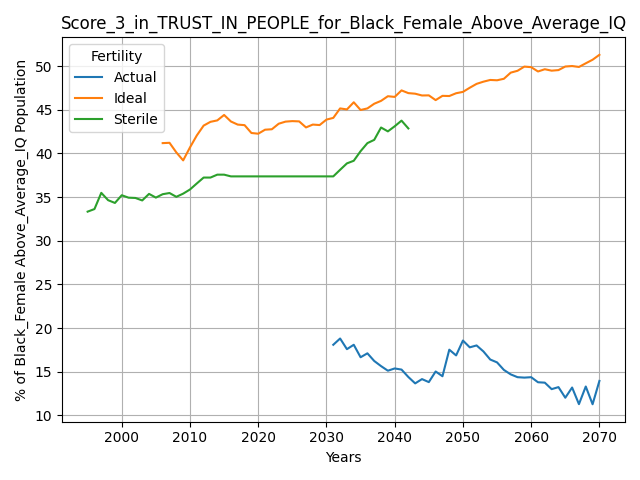 Score_3_in_TRUST_IN_PEOPLE_for_Black_Female_Above_Average_IQ
Fertility
Actual
Ideal
Sterile
% of Black_Female Above_Average_IQ Population
50
45
40
35
30
25
20
15
10
2000
2010
2020
2030
2040
2050
2060
2070
Years